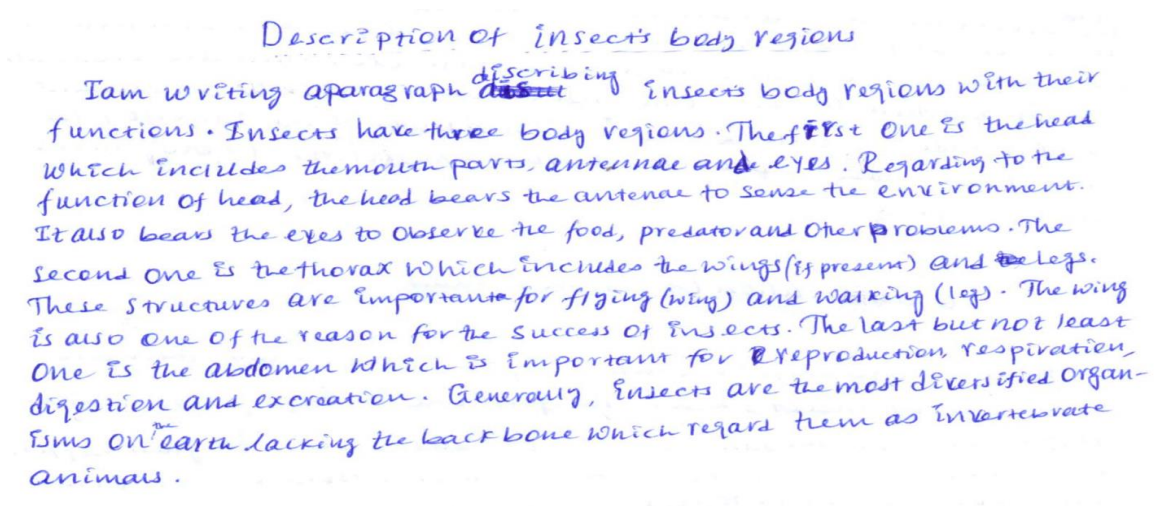 Description of insect's body regions
Iam writing aparagraph discribing insects body regions with their
functions. Insects have three body regions. The first one is the head
which includes the mouth parts, antennae and eyes. Regarding to the
function of head, the head bears the antenae to sense the environment.
It also bears the eyes to observe the food, predator and other problems. The
second one is the thorax which includes the wings (if present) and legs.
These structures are important for flying (wing) and walking (leg). The wing
is also one of the reason for the success of insects. The last but not least
one is the abdomen which is important for reproduction, respiration,
digestion and excreation. Generally, insects are the most diversified organ-
isms on the earth lacking the backbone which regard them as invertebrate
animals.